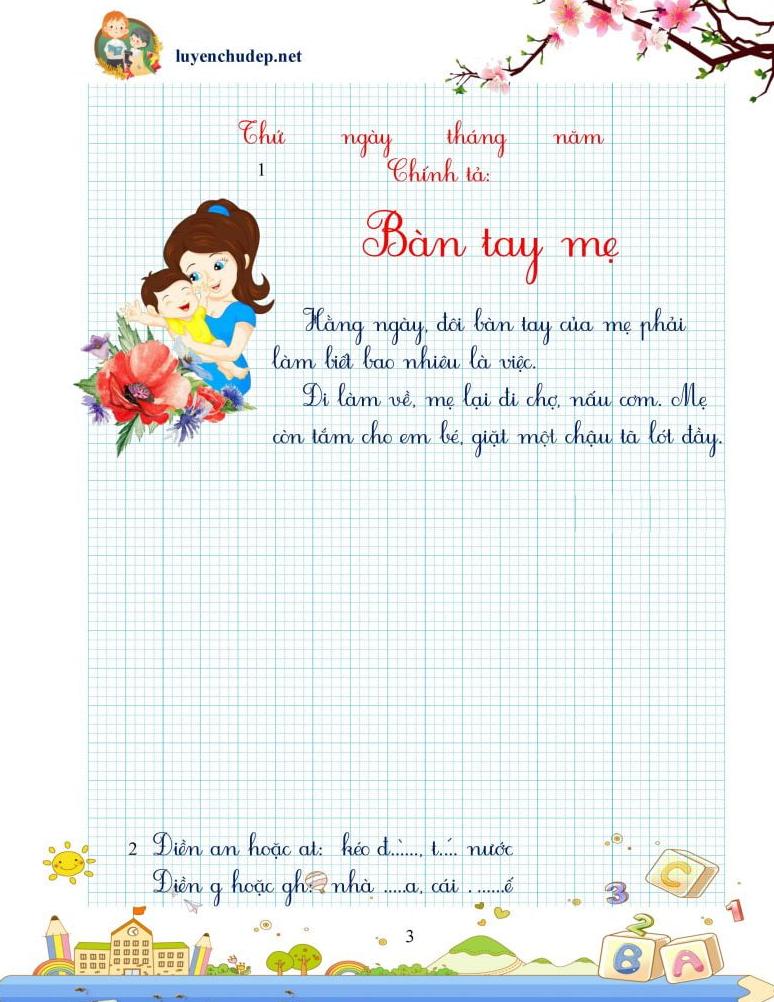 luyenchudep.net
Thứ ngày tháng năm
1 Chính tả:
Bàn tay mẹ
Hằng ngày, đôi bàn tay của mẹ phải
làm biết bao nhiêu là việc.
Đi làm về, mẹ lại đi chợ, nấu cơm. Mẹ
còn tắm cho em bé, giặt một chậu tã lót đầy.
2 Điền an hoặc at: kéo đ..̀..., t..́.. nước
Điền g hoặc gh: nhà .....a, cái . ......ế
C
3 2 1
B A
3